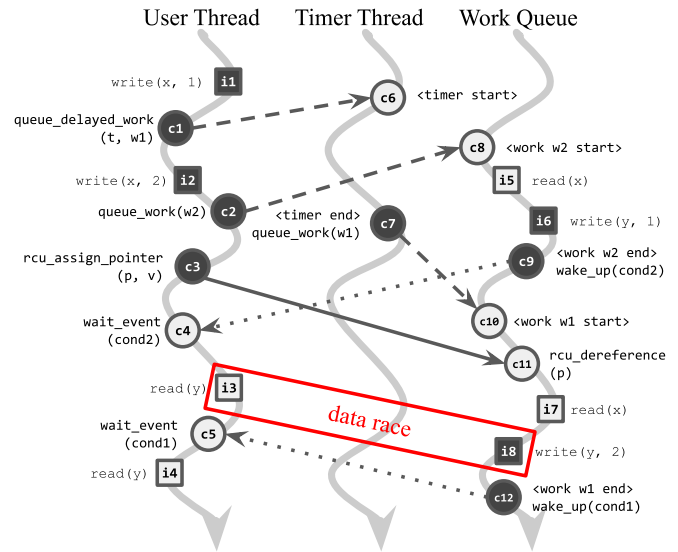 User Thread
Timer Thread
Work Queue
write(x, 1)
i1
c6
<timer start>
queue_delayed_work
(t, w1)
c1
c8
<work w2 start>
write(x, 2)
i2
i5
read(x)
queue_work(w2)
c2
<timer end>
queue_work(w1)
c7
i6
write(y, 1)
rcu_assign_pointer
(p, v)
c3
c9
<work w2 end>
wake_up(cond2)
wait_event
(cond2)
c4
c10
<work w1 start>
c11
rcu_dereference
(p)
read(y)
i3
data race
i7
read(x)
wait_event
(cond1)
c5
i8
write(y, 2)
read(y)
i4
c12
<work w1 end>
wake_up(cond1)